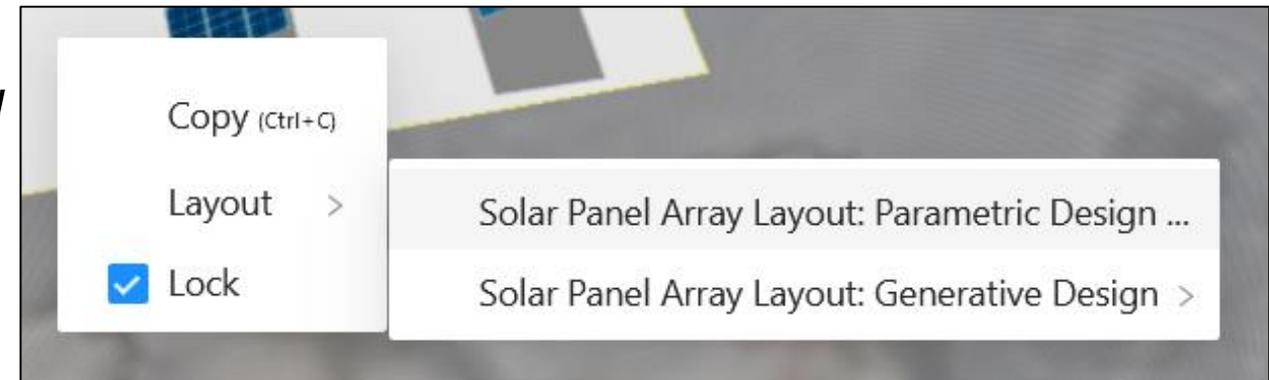 Copy (Ctrl+C)
Layout >
Solar Panel Array Layout: Parametric Design ...
Lock
Solar Panel Array Layout: Generative Design >